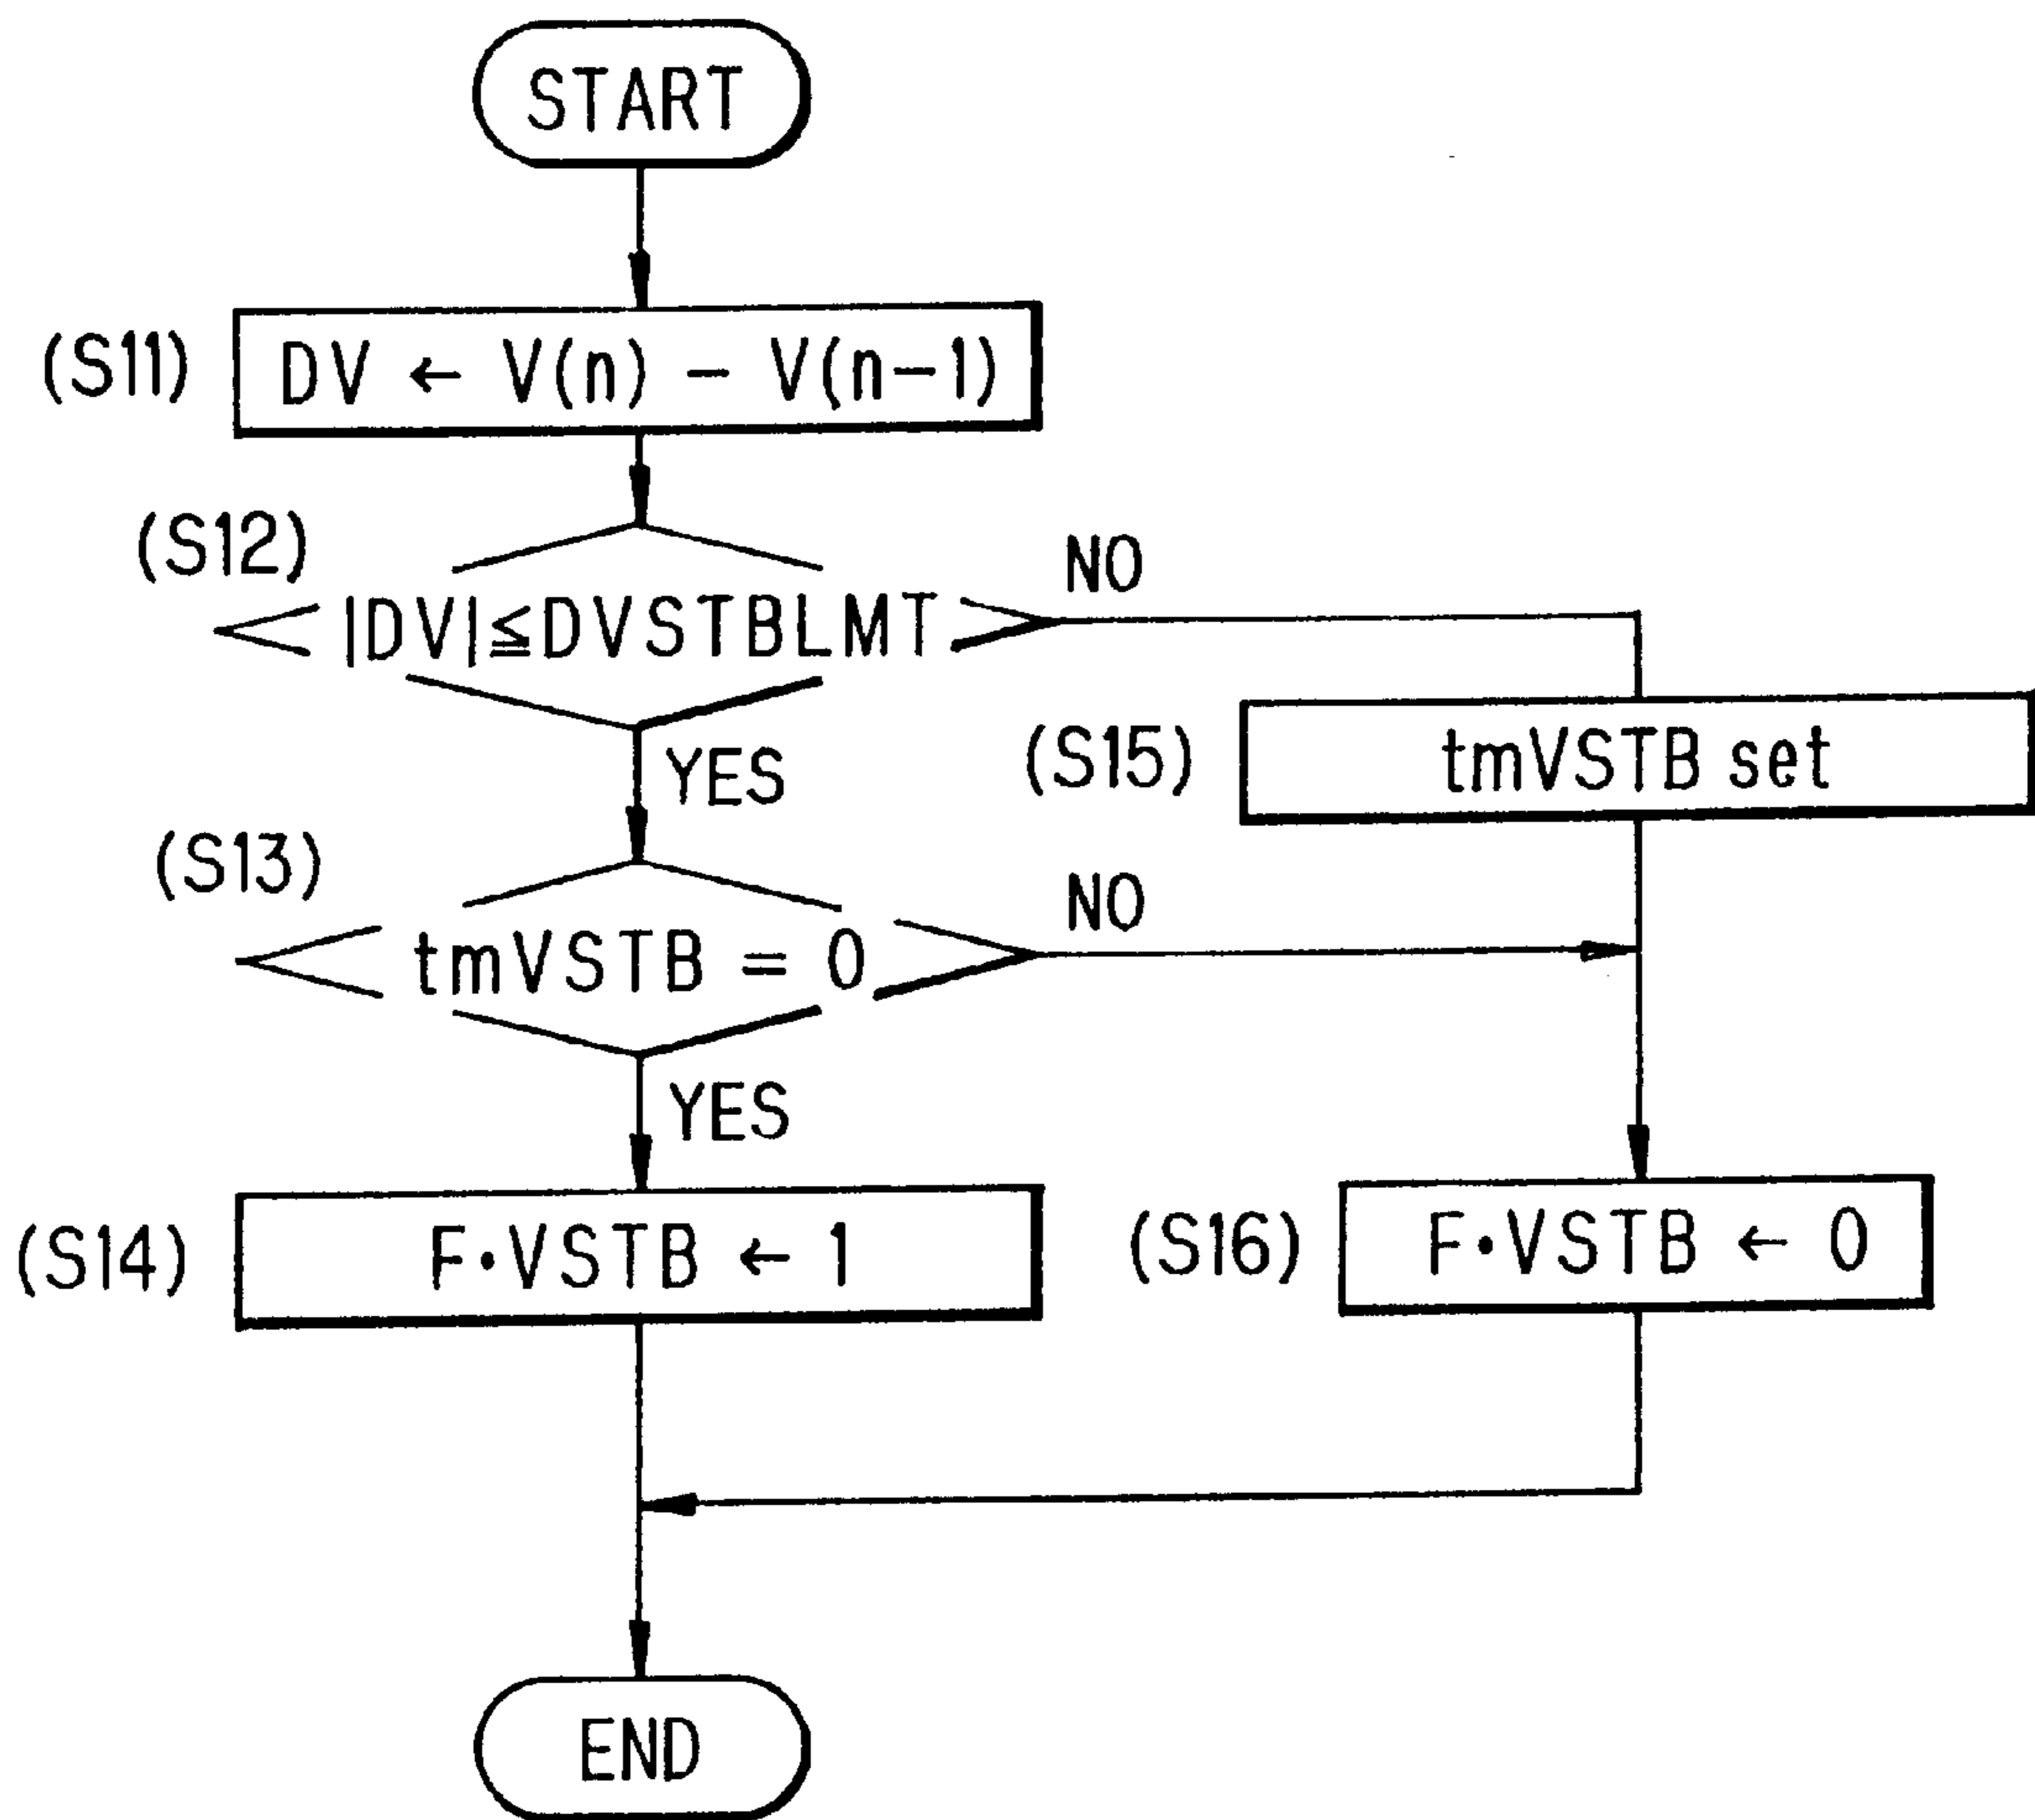 START
(S11) DV ← V(n) − V(n−1)
(S12)
NO
|DV|≦DVSTBLMT
(S15) tmVSTB set
YES
(S13)
NO
tmVSTB = 0
YES
(S14) F·VSTB ← 1
(S16) F·VSTB ← 0
END